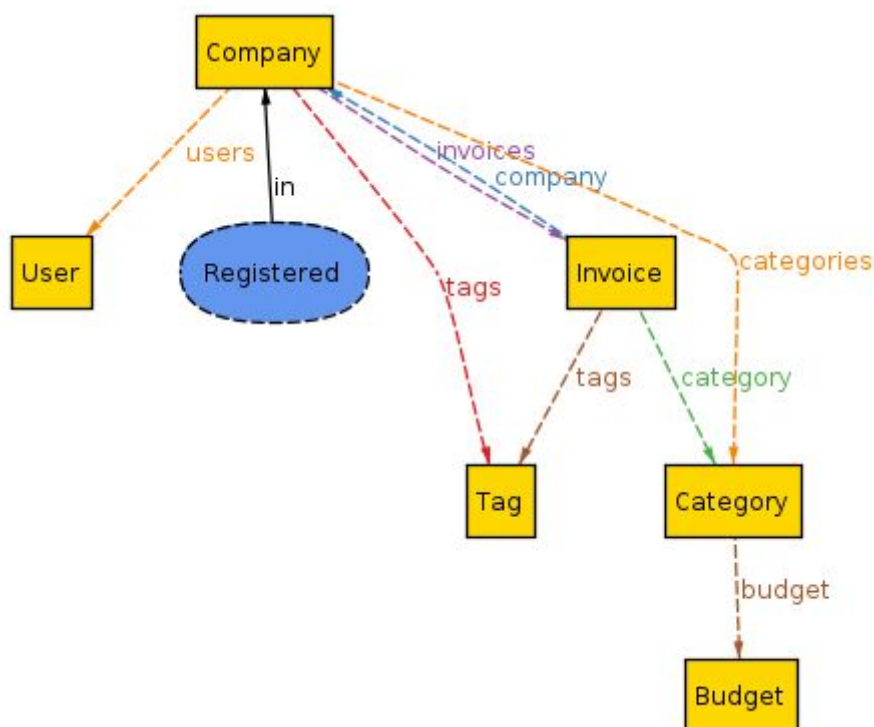 Company
users
invoices
company
in
User
Registered
Invoice
categories
tags
tags
category
Tag
Category
budget
Budget